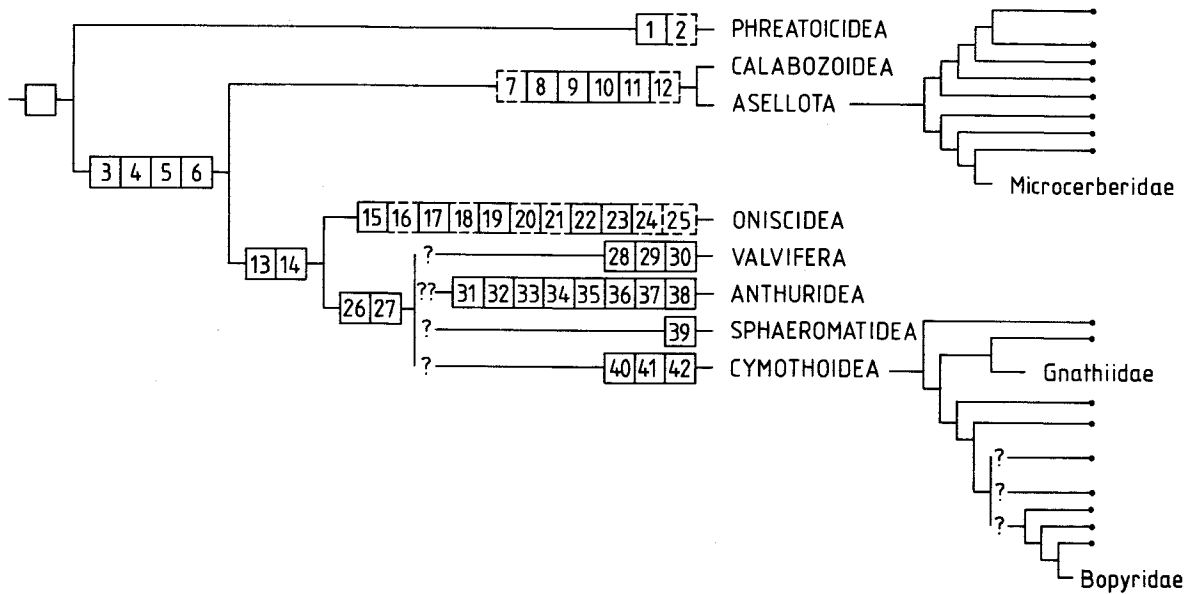 1 2 PHREATOICIDEA
CALABOZOIDEA
7 8 9 10 11 12
ASELLOTA
3 4 5 6
Microcerberidae
15 16 17 18 19 20 21 22 23 24 25 ONISCIDEA
? 28 29 30 VALVIFERA
13 14
?? 31 32 33 34 35 36 37 38 ANTHURIDEA
26 27
? 39 SPHAEROMATIDEA
? 40 41 42 CYMOTHOIDEA
Gnathiidae
?
?
?
Bopyridae